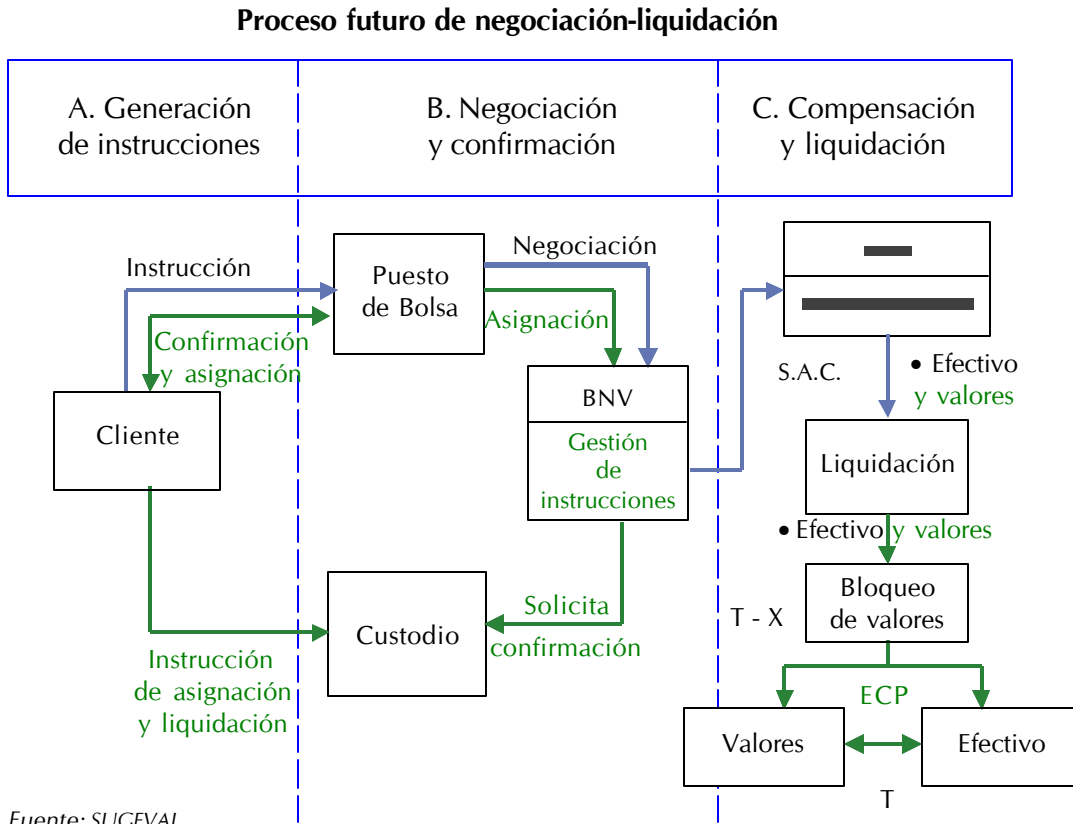 Proceso futuro de negociación-liquidación
A. Generación
de instrucciones
B. Negociación
y confirmación
C. Compensación
y liquidación
Instrucción
Confirmación
y asignación
Cliente
Instrucción
de asignación
y liquidación
Puesto
de Bolsa
Negociación
Asignación
BNV
Gestión
de
instrucciones
Solicita
confirmación
Custodio
S.A.C.
• Efectivo
y valores
Liquidación
• Efectivo y valores
Bloqueo
de valores
T - X
ECP
Valores
Efectivo
T
Fuente: SUGEVAL